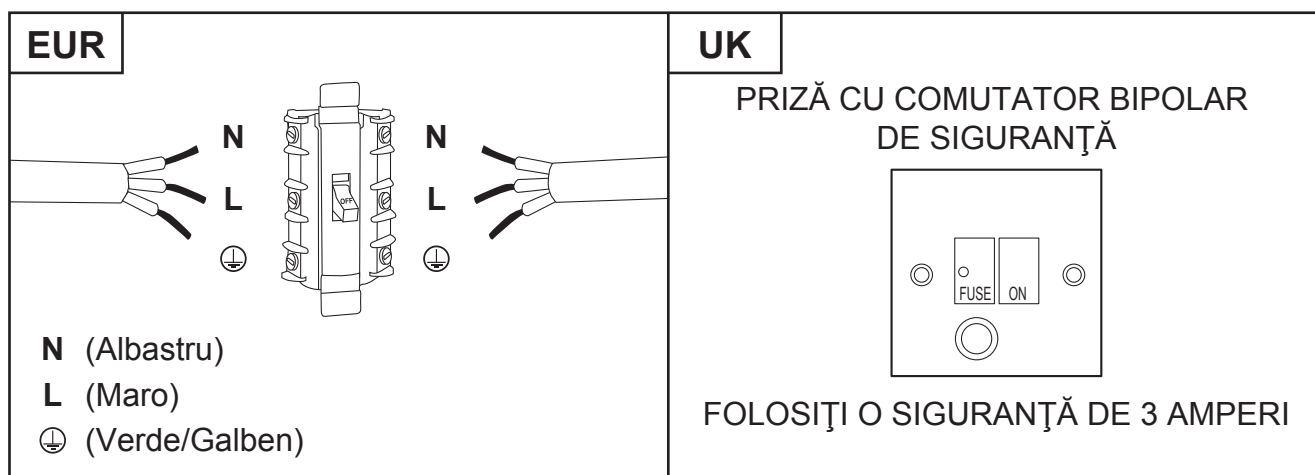 EUR
N
L
OFF
N
L
N (Albastru)
L (Maro)
(Verde/Galben)
UK
PRIZĂ CU COMUTATOR BIPOLAR
DE SIGURANŢĂ
FUSE ON
FOLOSIŢI O SIGURANŢĂ DE 3 AMPERI